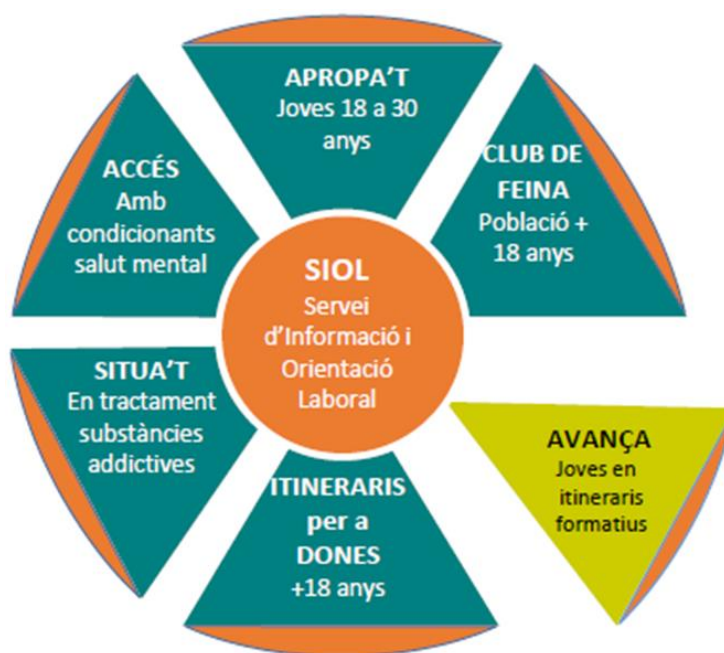 APROPA'T
Joves 18 a 30
anys
CLUB DE
FEINA
Població +
18 anys
ACCÉS
Amb
condicionants
salut mental
SIOL
Servei
d'Informació i
Orientació
Laboral
SITUA'T
En tractament
substàncies
addictives
ITINERARIS
per a
DONES
+18 anys
AVANÇA
Joves en
itineraris
formatius